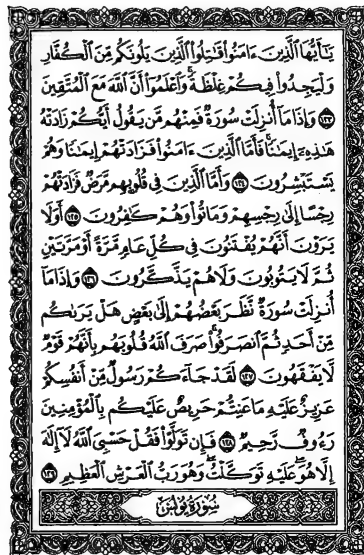 يَٰٓأَيُّهَا ٱلَّذِينَ ءَامَنُوا۟ قَٰتِلُوا۟ ٱلَّذِينَ يَلُونَكُم مِّنَ ٱلْكُفَّارِ
وَلْيَجِدُوا۟ فِيكُمْ غِلْظَةً ۚ وَٱعْلَمُوٓا۟ أَنَّ ٱللَّهَ مَعَ ٱلْمُتَّقِينَ
١٢٣ وَإِذَا مَآ أُنزِلَتْ سُورَةٌ فَمِنْهُم مَّن يَقُولُ أَيُّكُمْ زَادَتْهُ
هَٰذِهِۦٓ إِيمَٰنًا ۚ فَأَمَّا ٱلَّذِينَ ءَامَنُوا۟ فَزَادَتْهُمْ إِيمَٰنًا وَهُمْ
يَسْتَبْشِرُونَ ١٢٤ وَأَمَّا ٱلَّذِينَ فِى قُلُوبِهِم مَّرَضٌ فَزَادَتْهُمْ
رِجْسًا إِلَىٰ رِجْسِهِمْ وَمَاتُوا۟ وَهُمْ كَٰفِرُونَ ١٢٥ أَوَلَا
يَرَوْنَ أَنَّهُمْ يُفْتَنُونَ فِى كُلِّ عَامٍ مَّرَّةً أَوْ مَرَّتَيْنِ
ثُمَّ لَا يَتُوبُونَ وَلَا هُمْ يَذَّكَّرُونَ ١٢٦ وَإِذَا مَآ
أُنزِلَتْ سُورَةٌ نَّظَرَ بَعْضُهُمْ إِلَىٰ بَعْضٍ هَلْ يَرَىٰكُم
مِّنْ أَحَدٍ ثُمَّ ٱنصَرَفُوا۟ ۚ صَرَفَ ٱللَّهُ قُلُوبَهُم بِأَنَّهُمْ قَوْمٌ
لَّا يَفْقَهُونَ ١٢٧ لَقَدْ جَآءَكُمْ رَسُولٌ مِّنْ أَنفُسِكُمْ
عَزِيزٌ عَلَيْهِ مَا عَنِتُّمْ حَرِيصٌ عَلَيْكُم بِٱلْمُؤْمِنِينَ
رَءُوفٌ رَّحِيمٌ ١٢٨ فَإِن تَوَلَّوْا۟ فَقُلْ حَسْبِىَ ٱللَّهُ لَآ إِلَٰهَ
إِلَّا هُوَ ۖ عَلَيْهِ تَوَكَّلْتُ ۖ وَهُوَ رَبُّ ٱلْعَرْشِ ٱلْعَظِيمِ ١٢٩
سُورَةُ يُونُسَ